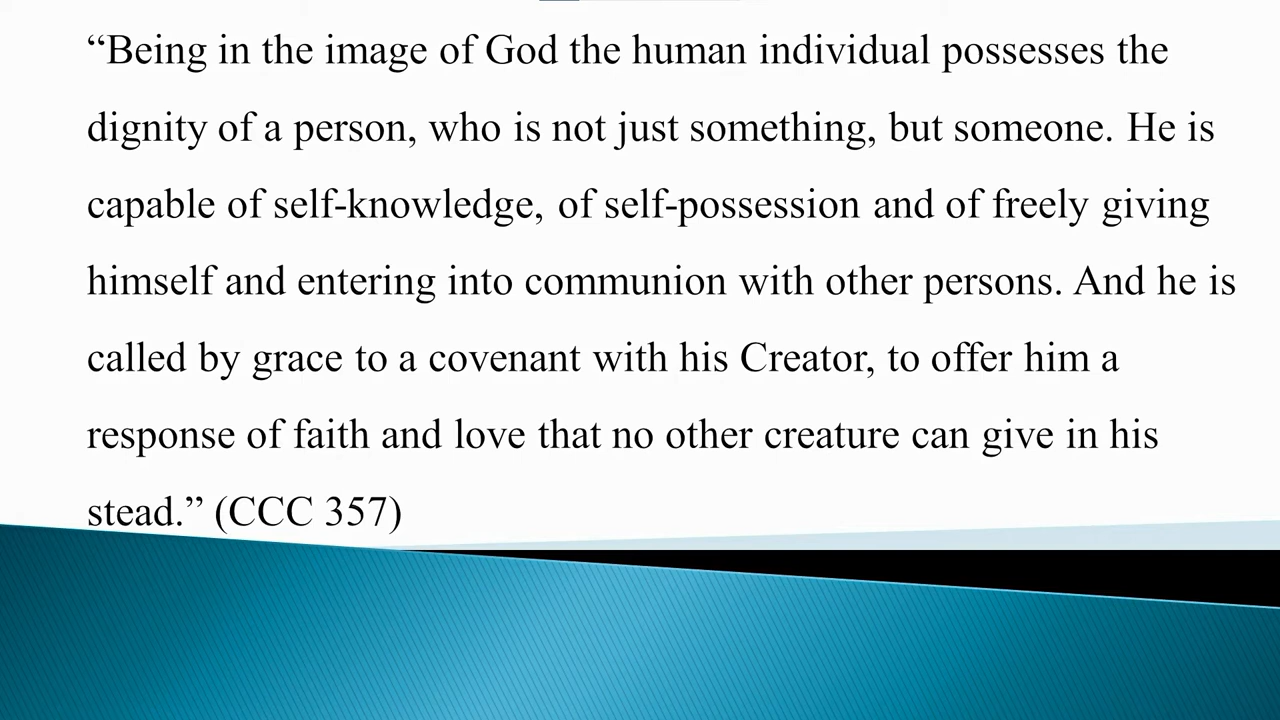 “Being in the image of God the human individual possesses the
dignity of a person, who is not just something, but someone. He is
capable of self-knowledge, of self-possession and of freely giving
himself and entering into communion with other persons. And he is
called by grace to a covenant with his Creator, to offer him a
response of faith and love that no other creature can give in his
stead.” (CCC 357)